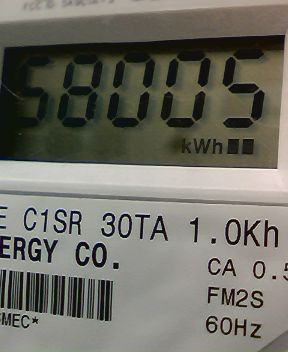 58005
kWh
E C1SR 30TA 1.0Kh
ERGY CO.
CA 0.5
FM2S
MEC*
60Hz